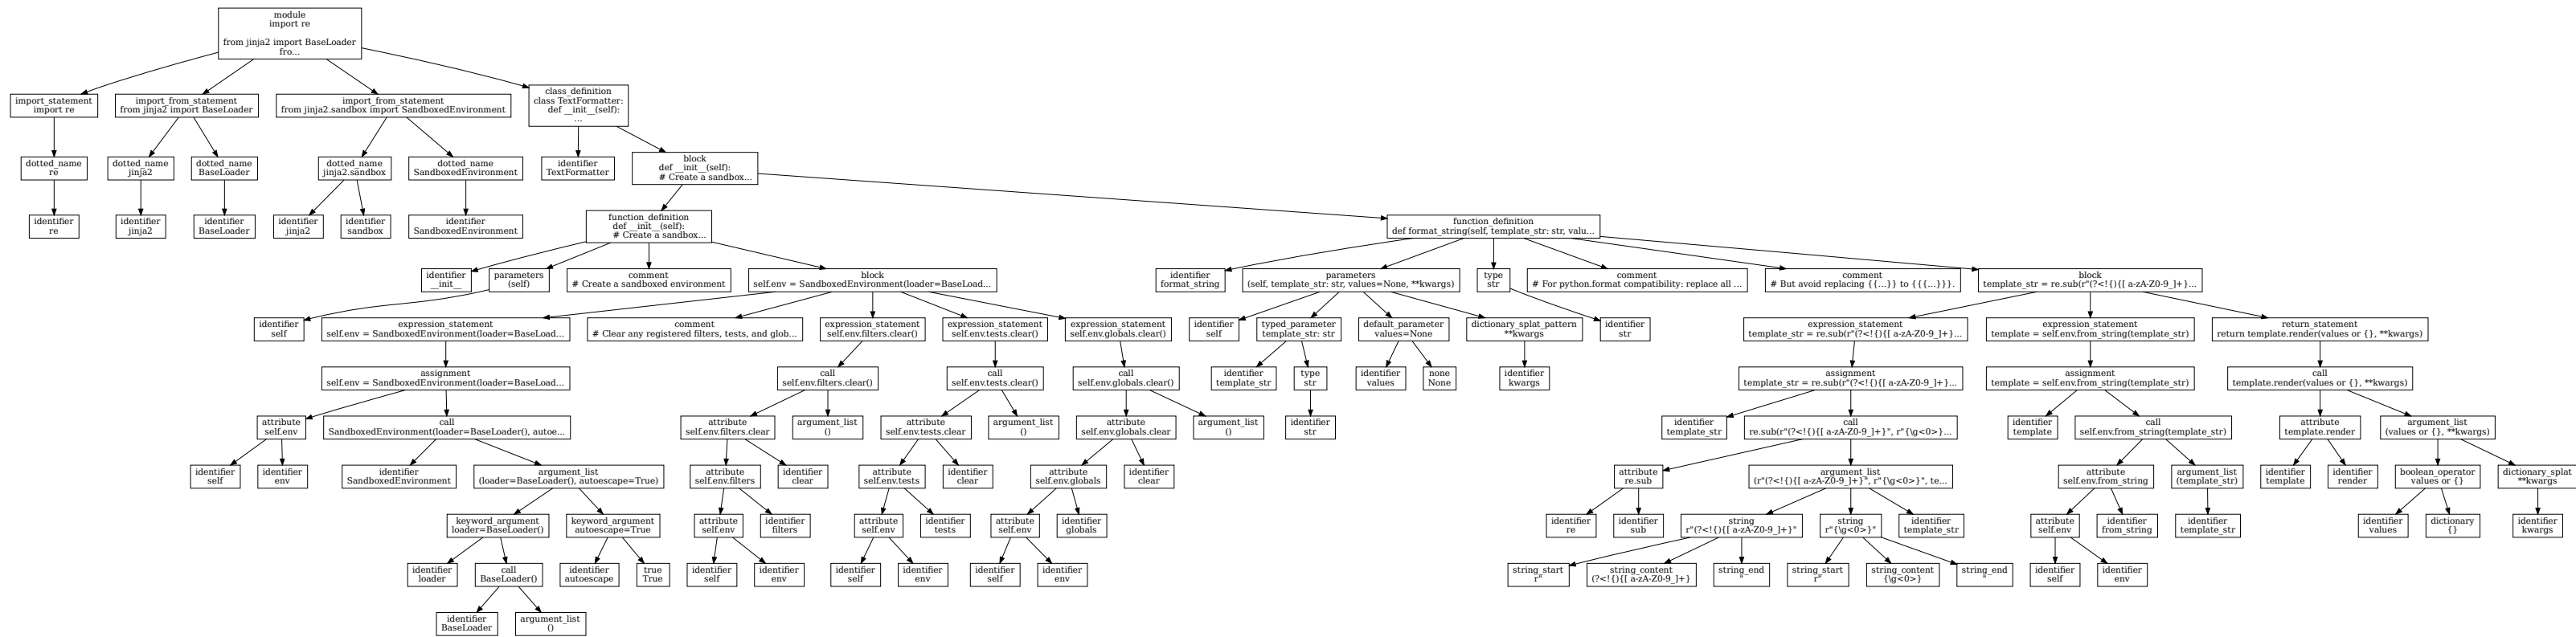 module
import re
from jinja2 import BaseLoader
fro...
import_statement
import re
import_from_statement
from jinja2 import BaseLoader
import_from_statement
from jinja2.sandbox import SandboxedEnvironment
class_definition
class TextFormatter:
def __init__(self):
...
dotted_name
re
dotted_name
jinja2
dotted_name
BaseLoader
dotted_name
jinja2.sandbox
dotted_name
SandboxedEnvironment
identifier
TextFormatter
block
def __init__(self):
# Create a sandbox...
identifier
re
identifier
jinja2
identifier
BaseLoader
identifier
jinja2
identifier
sandbox
identifier
SandboxedEnvironment
function_definition
def __init__(self):
# Create a sandbox...
function_definition
def format_string(self, template_str: str, valu...
identifier
__init__
parameters
(self)
comment
# Create a sandboxed environment
block
self.env = SandboxedEnvironment(loader=BaseLoad...
identifier
format_string
parameters
(self, template_str: str, values=None, **kwargs)
type
str
comment
# For python.format compatibility: replace all ...
comment
# But avoid replacing {{...}} to {{{...}}}.
block
template_str = re.sub(r"(?<!{){[ a-zA-Z0-9_]+}...
identifier
self
expression_statement
self.env = SandboxedEnvironment(loader=BaseLoad...
comment
# Clear any registered filters, tests, and glob...
expression_statement
self.env.filters.clear()
expression_statement
self.env.tests.clear()
expression_statement
self.env.globals.clear()
identifier
self
typed_parameter
template_str: str
default_parameter
values=None
dictionary_splat_pattern
**kwargs
identifier
str
expression_statement
template_str = re.sub(r"(?<!{){[ a-zA-Z0-9_]+}...
expression_statement
template = self.env.from_string(template_str)
return_statement
return template.render(values or {}, **kwargs)
assignment
self.env = SandboxedEnvironment(loader=BaseLoad...
call
self.env.filters.clear()
call
self.env.tests.clear()
call
self.env.globals.clear()
identifier
template_str
type
str
identifier
values
none
None
identifier
kwargs
assignment
template_str = re.sub(r"(?<!{){[ a-zA-Z0-9_]+}...
assignment
template = self.env.from_string(template_str)
call
template.render(values or {}, **kwargs)
attribute
self.env
call
SandboxedEnvironment(loader=BaseLoader(), autoe...
attribute
self.env.filters.clear
argument_list
()
attribute
self.env.tests.clear
argument_list
()
attribute
self.env.globals.clear
argument_list
()
identifier
str
identifier
template_str
call
re.sub(r"(?<!{){[ a-zA-Z0-9_]+}", r"{\g<0>}...
identifier
template
call
self.env.from_string(template_str)
attribute
template.render
argument_list
(values or {}, **kwargs)
identifier
self
identifier
env
identifier
SandboxedEnvironment
argument_list
(loader=BaseLoader(), autoescape=True)
attribute
self.env.filters
identifier
clear
attribute
self.env.tests
identifier
clear
attribute
self.env.globals
identifier
clear
attribute
re.sub
argument_list
(r"(?<!{){[ a-zA-Z0-9_]+}", r"{\g<0>}", te...
attribute
self.env.from_string
argument_list
(template_str)
identifier
template
identifier
render
boolean_operator
values or {}
dictionary_splat
**kwargs
keyword_argument
loader=BaseLoader()
keyword_argument
autoescape=True
attribute
self.env
identifier
filters
attribute
self.env
identifier
tests
attribute
self.env
identifier
globals
identifier
re
identifier
sub
string
r"(?<!{){[ a-zA-Z0-9_]+}"
string
r"{\g<0>}"
identifier
template_str
attribute
self.env
identifier
from_string
identifier
template_str
identifier
values
dictionary
{}
identifier
kwargs
identifier
loader
call
BaseLoader()
identifier
autoescape
true
True
identifier
self
identifier
env
identifier
self
identifier
env
identifier
self
identifier
env
string_start
r"
string_content
(?<!{){[ a-zA-Z0-9_]+}
string_end
"
string_start
r"
string_content
{\g<0>}
string_end
"
identifier
self
identifier
env
identifier
BaseLoader
argument_list
()